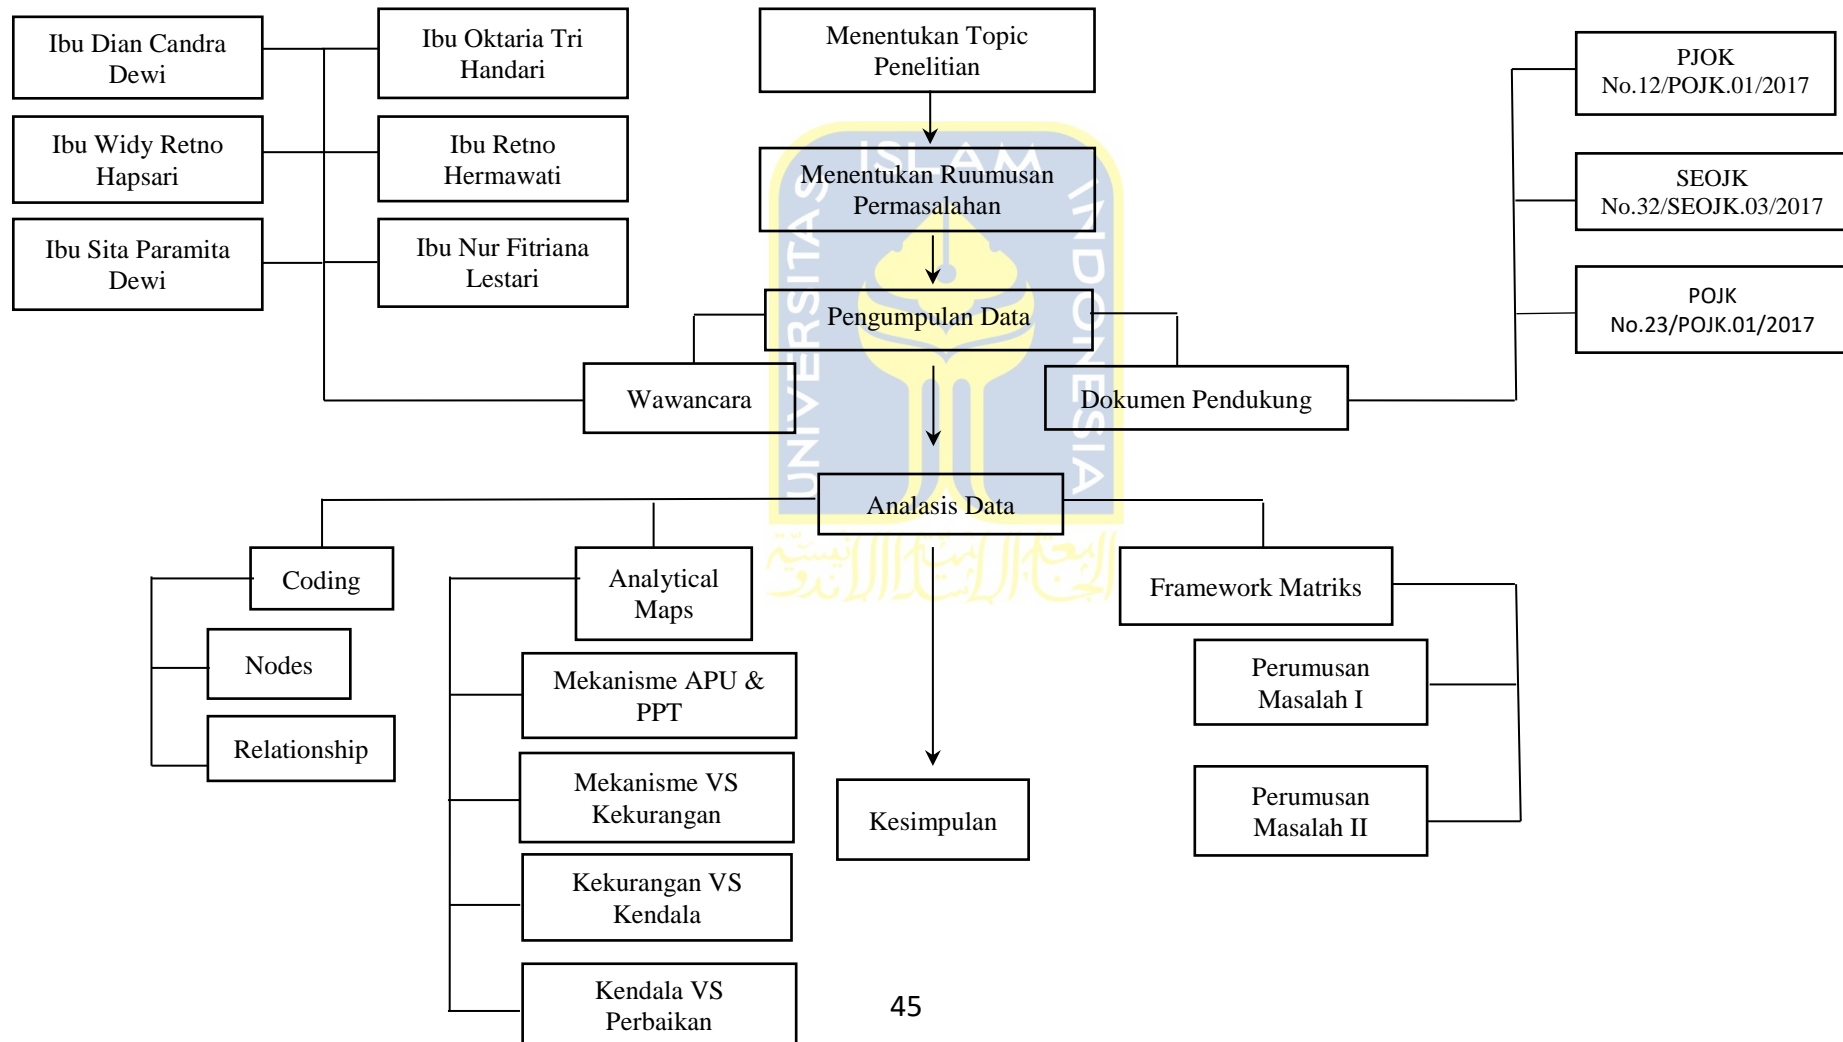 Ibu Dian Candra
Dewi
Ibu Oktaria Tri
Handari
Menentukan Topic
Penelitian
PJOK
No.12/POJK.01/2017
Ibu Widy Retno
Hapsari
Ibu Retno
Hermawati
Menentukan Ruumusan
Permasalahan
SEOJK
No.32/SEOJK.03/2017
Ibu Sita Paramita
Dewi
Ibu Nur Fitriana
Lestari
Pengumpulan Data
POJK
No.23/POJK.01/2017
Wawancara
Dokumen Pendukung
UNIVERSITAS
ISLAM
INDONESIA
Analasis Data
Coding
Analytical
Maps
Framework Matriks
Nodes
Relationship
Mekanisme APU &
PPT
Mekanisme VS
Kekurangan
Kekurangan VS
Kendala
Kendala VS
Perbaikan
Kesimpulan
Perumusan
Masalah I
Perumusan
Masalah II
45